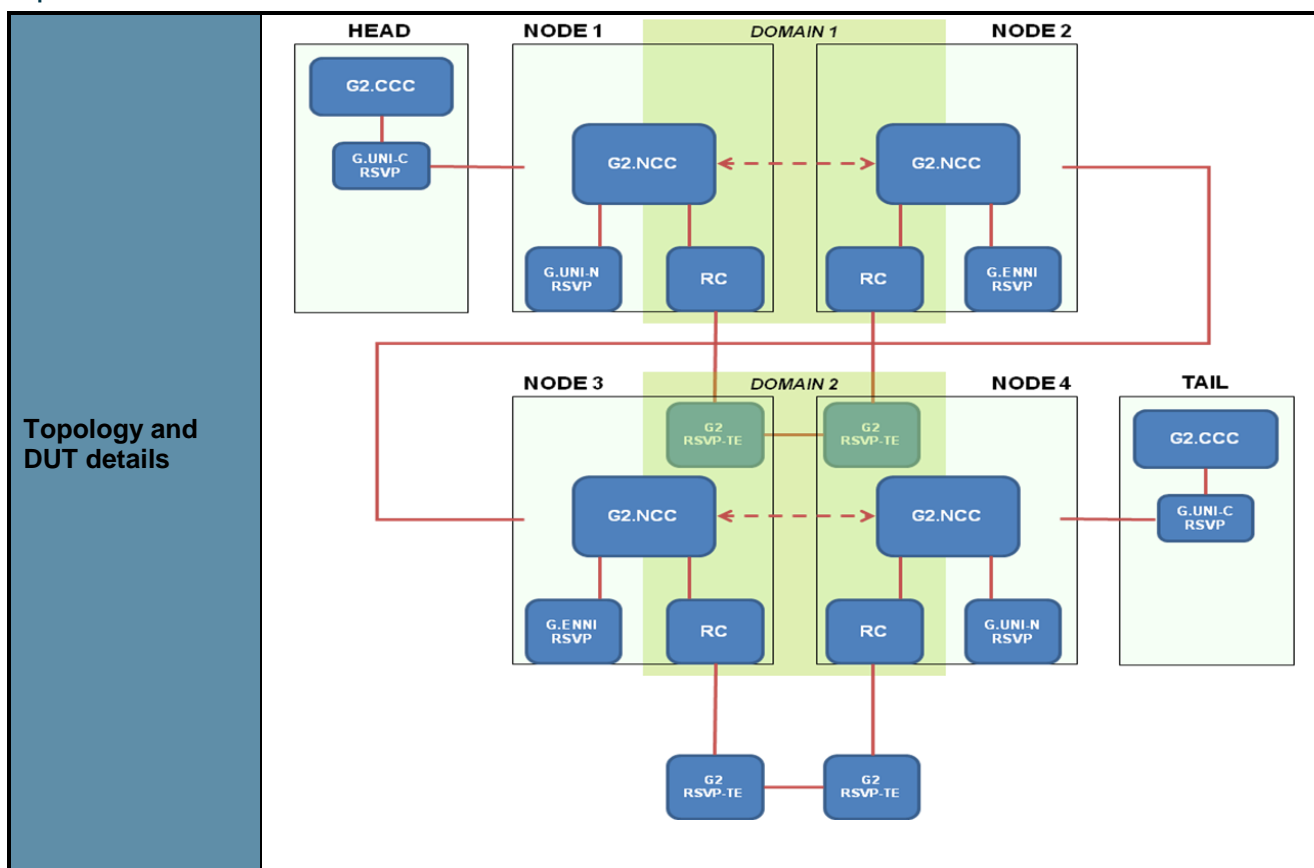 Topology and
DUT details
HEAD
NODE 1
DOMAIN 1
NODE 2
G2.CCC
G.UNI-C
RSVP
G2.NCC
G2.NCC
G.UNI-N
RSVP
RC
RC
G.ENNI
RSVP
NODE 3
DOMAIN 2
NODE 4
TAIL
G2
RSVP-TE
G2
RSVP-TE
G2.CCC
G2.NCC
G2.NCC
G.UNI-C
RSVP
G.ENNI
RSVP
RC
RC
G.UNI-N
RSVP
G2
RSVP-TE
G2
RSVP-TE